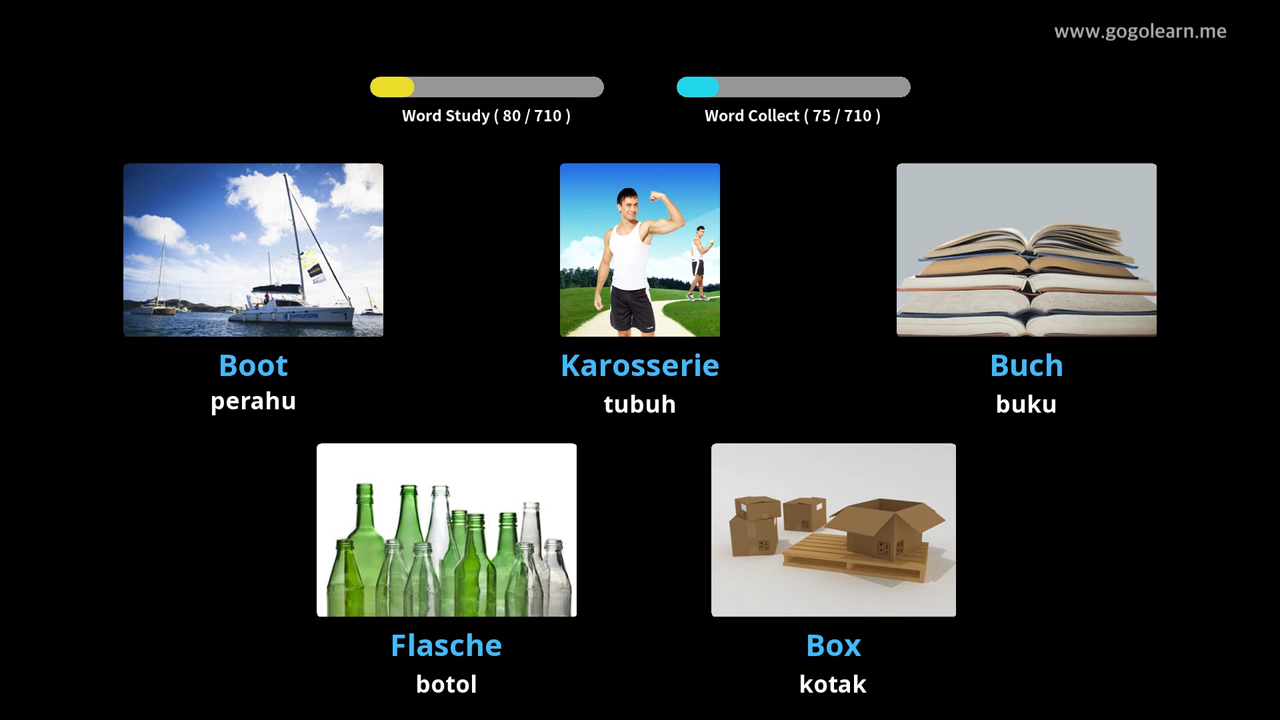 www.gogolearn.me
Word Study ( 80 / 710 )
Word Collect ( 75 / 710 )
Boot
perahu
Karosserie
tubuh
Buch
buku
Flasche
botol
Box
kotak